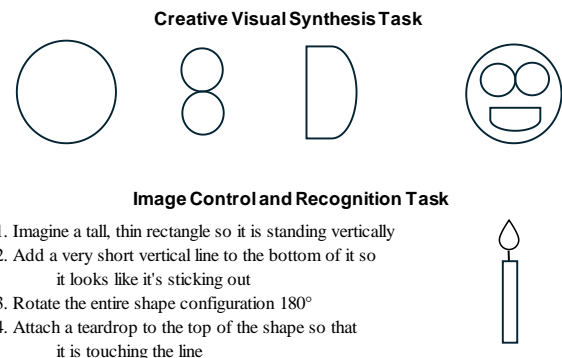 Creative Visual Synthesis Task
Image Control and Recognition Task
1. Imagine a tall, thin rectangle so it is standing vertically
2. Add a very short vertical line to the bottom of it so
it looks like it's sticking out
3. Rotate the entire shape configuration 180°
4. Attach a teardrop to the top of the shape so that
it is touching the line